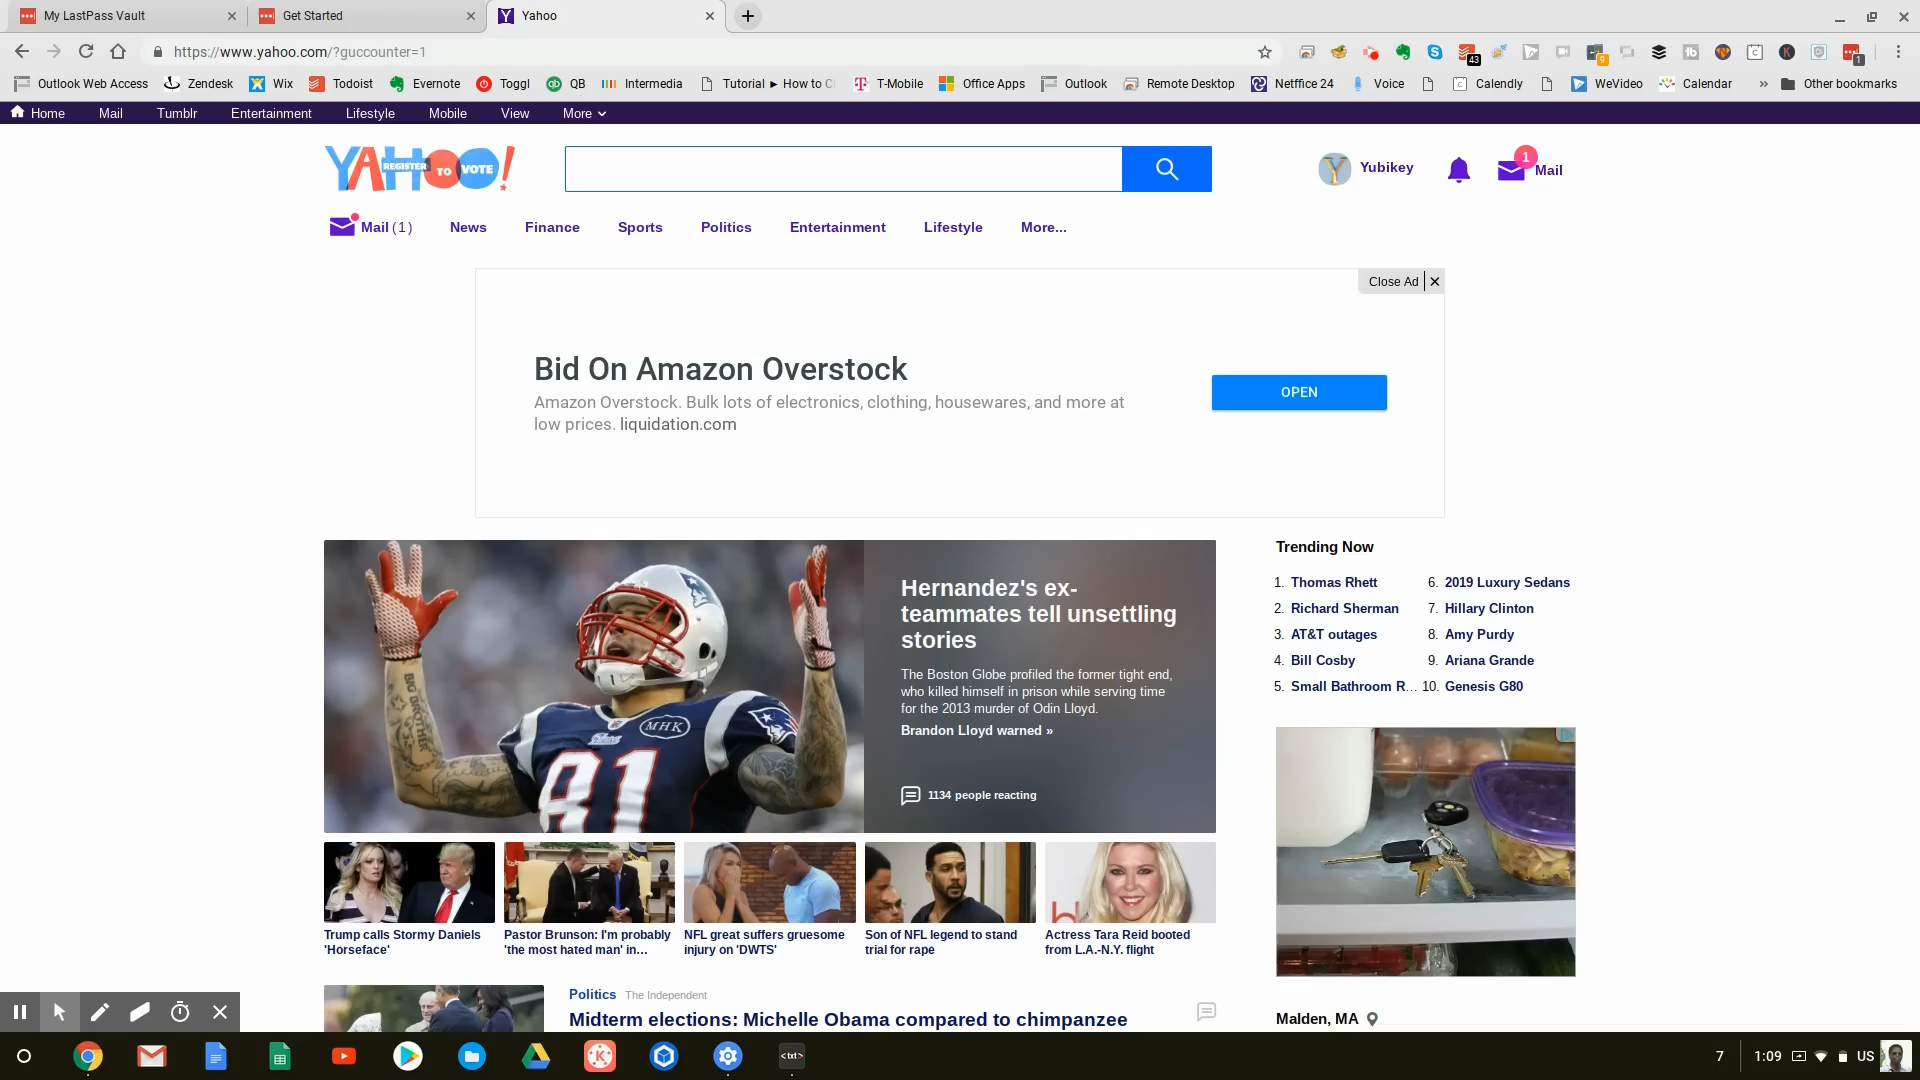 My LastPass Vault
Get Started
Yahoo
https://www.yahoo.com/?guccounter=1
43
9
1
Outlook Web Access
Zendesk
Wix
Todoist
Evernote
Toggl
QB
Intermedia
Tutorial ► How to C
T-Mobile
Office Apps
Outlook
Remote Desktop
Netffice 24
Voice
Calendly
WeVideo
Calendar
»
Other bookmarks
Home
Mail
Tumblr
Entertainment
Lifestyle
Mobile
View
More
YAHOO!
REGISTER TO VOTE
Yubikey
1
Mail
Mail (1)
News
Finance
Sports
Politics
Entertainment
Lifestyle
More...
Close Ad
Bid On Amazon Overstock
Amazon Overstock. Bulk lots of electronics, clothing, housewares, and more at
low prices. liquidation.com
OPEN
BIG BROTHER
MHK
81
Hernandez's ex-
teammates tell unsettling
stories
The Boston Globe profiled the former tight end,
who killed himself in prison while serving time
for the 2013 murder of Odin Lloyd.
Brandon Lloyd warned »
1134 people reacting
Trending Now
1. Thomas Rhett
2. Richard Sherman
3. AT&T outages
4. Bill Cosby
5. Small Bathroom R...
6. 2019 Luxury Sedans
7. Hillary Clinton
8. Amy Purdy
9. Ariana Grande
10. Genesis G80
Trump calls Stormy Daniels
'Horseface'
Pastor Brunson: I'm probably
'the most hated man' in...
NFL great suffers gruesome
injury on 'DWTS'
Son of NFL legend to stand
trial for rape
Actress Tara Reid booted
from L.A.-N.Y. flight
Politics The Independent
Midterm elections: Michelle Obama compared to chimpanzee
Malden, MA
<txt>
7
1:09
US